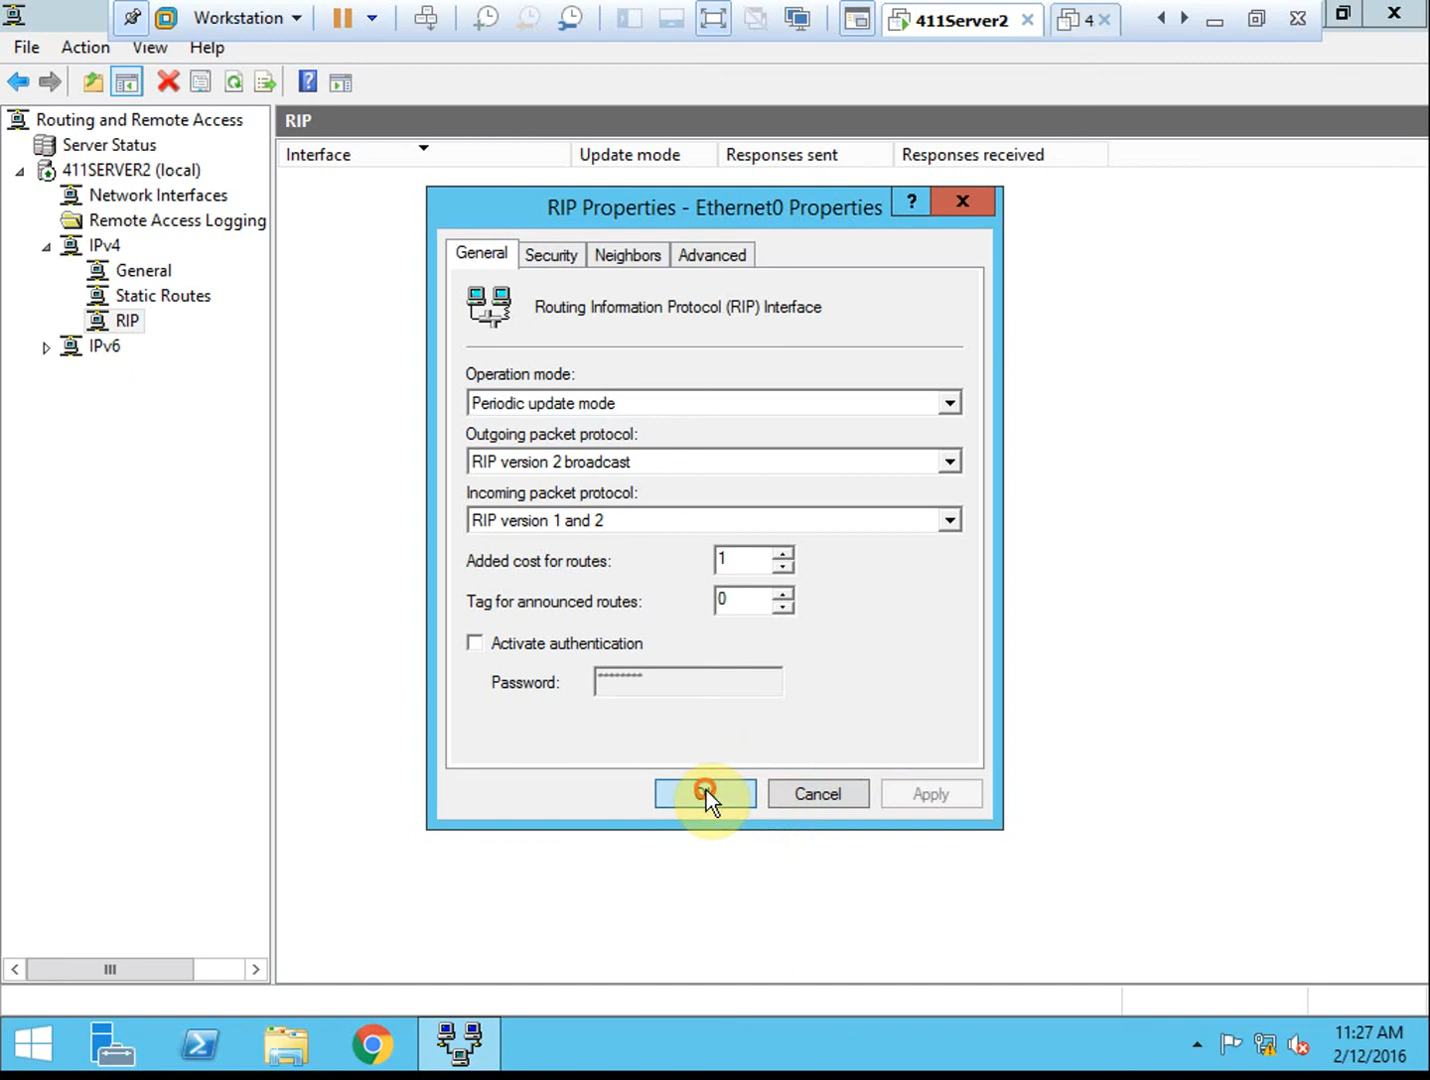 Workstation
411Server2
4
File Action View Help
Routing and Remote Access
Server Status
411SERVER2 (local)
Network Interfaces
Remote Access Logging
IPv4
General
Static Routes
RIP
IPv6
RIP
Interface Update mode Responses sent Responses received
RIP Properties - Ethernet0 Properties
General Security Neighbors Advanced
Routing Information Protocol (RIP) Interface
Operation mode:
Periodic update mode
Outgoing packet protocol:
RIP version 2 broadcast
Incoming packet protocol:
RIP version 1 and 2
Added cost for routes: 1
Tag for announced routes: 0
Activate authentication
Password: ********
Cancel Apply
11:27 AM
2/12/2016